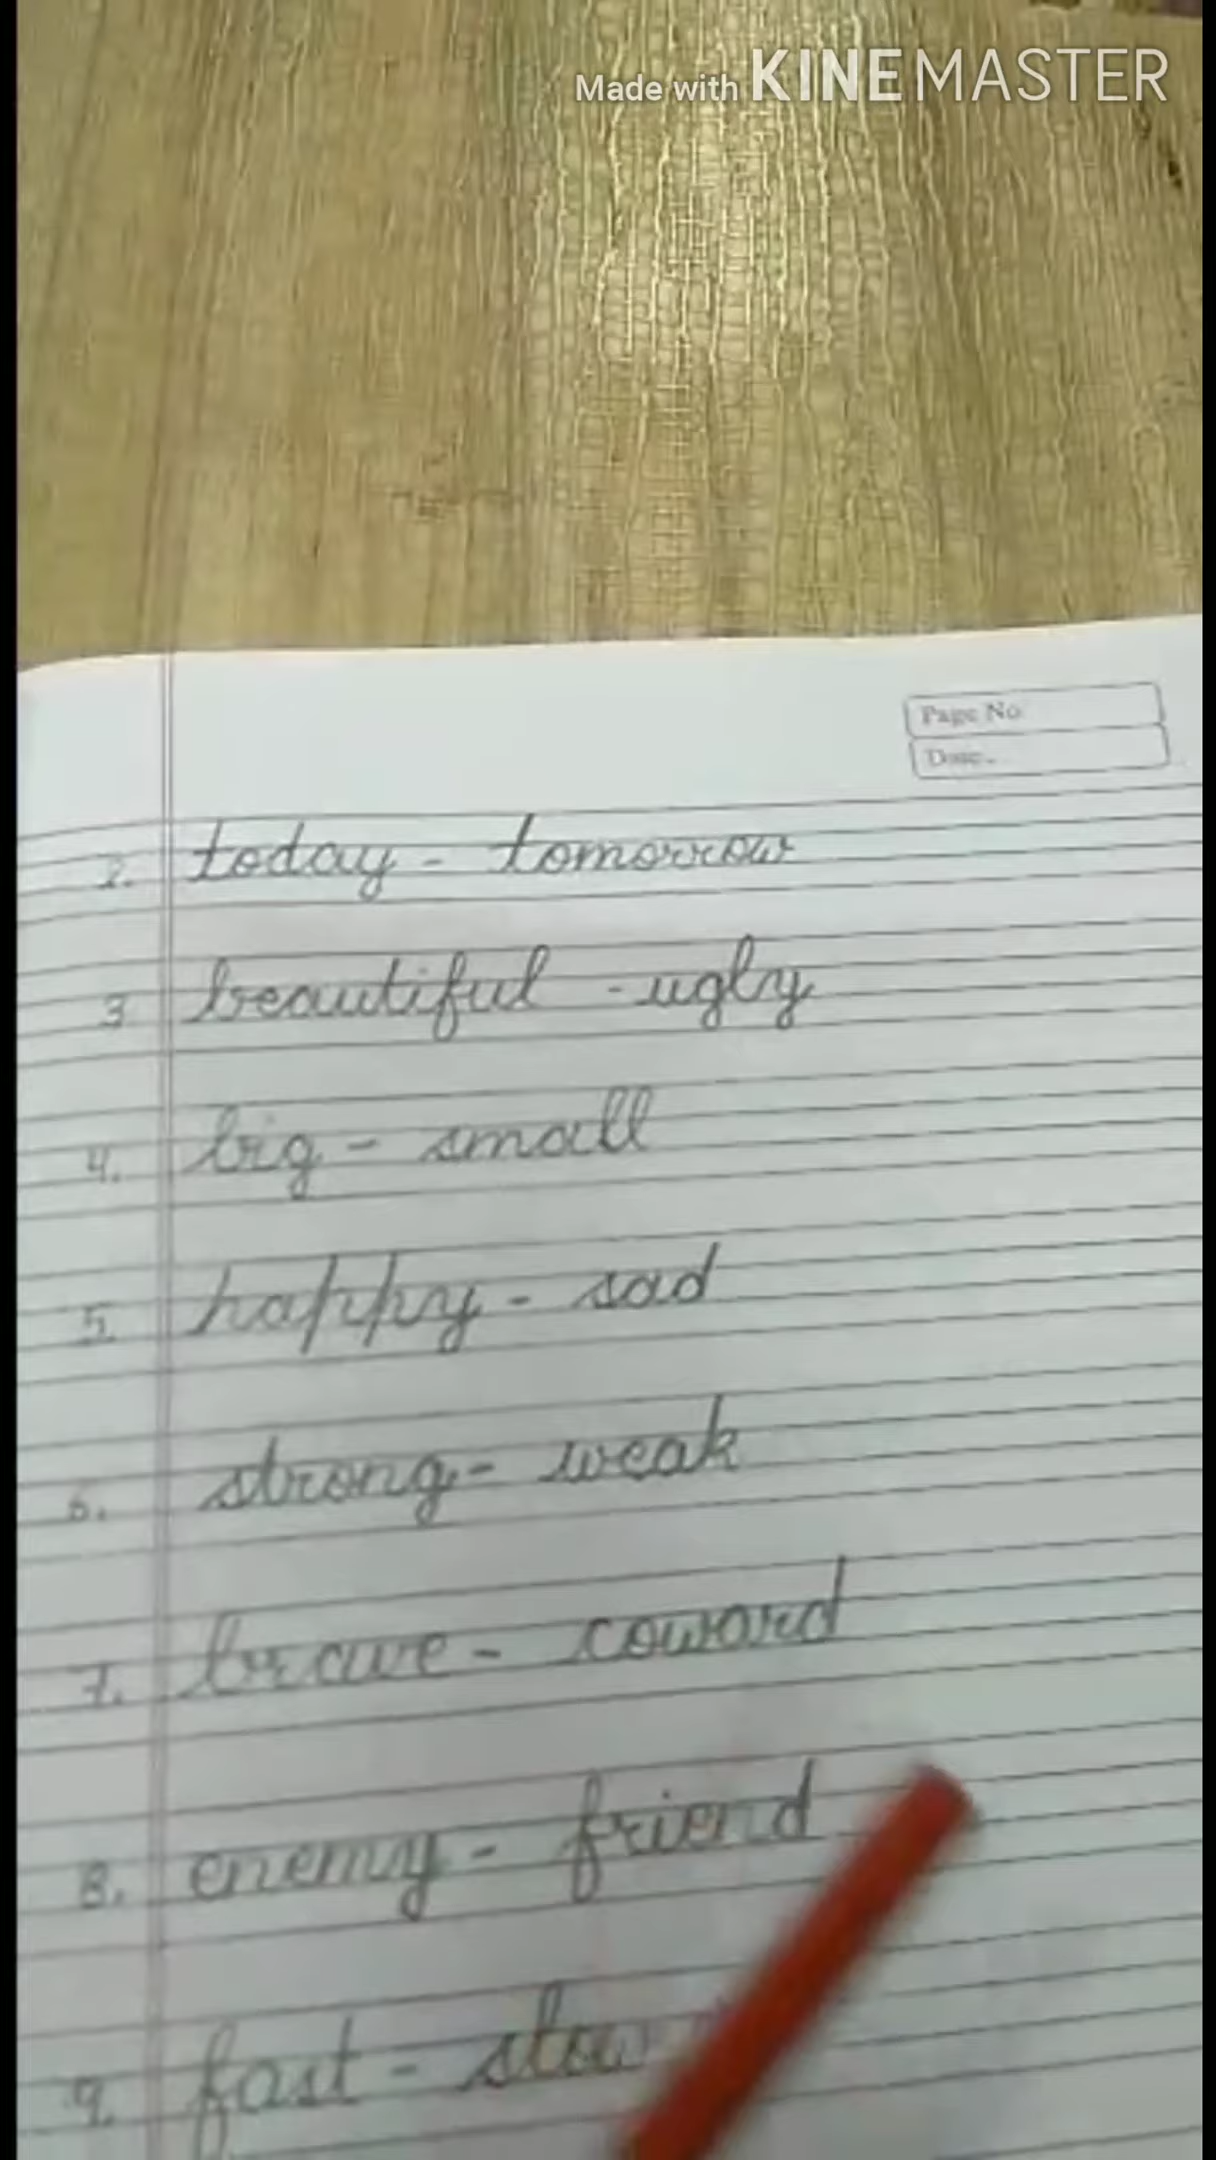 Made with KINEMASTER
Page No.
Date..
2. today - tomorrow
3 beautiful - ugly
4. big - small
5. happy - sad
6. strong - weak
7. brave - coward
8. enemy - friend
9. fast - slow